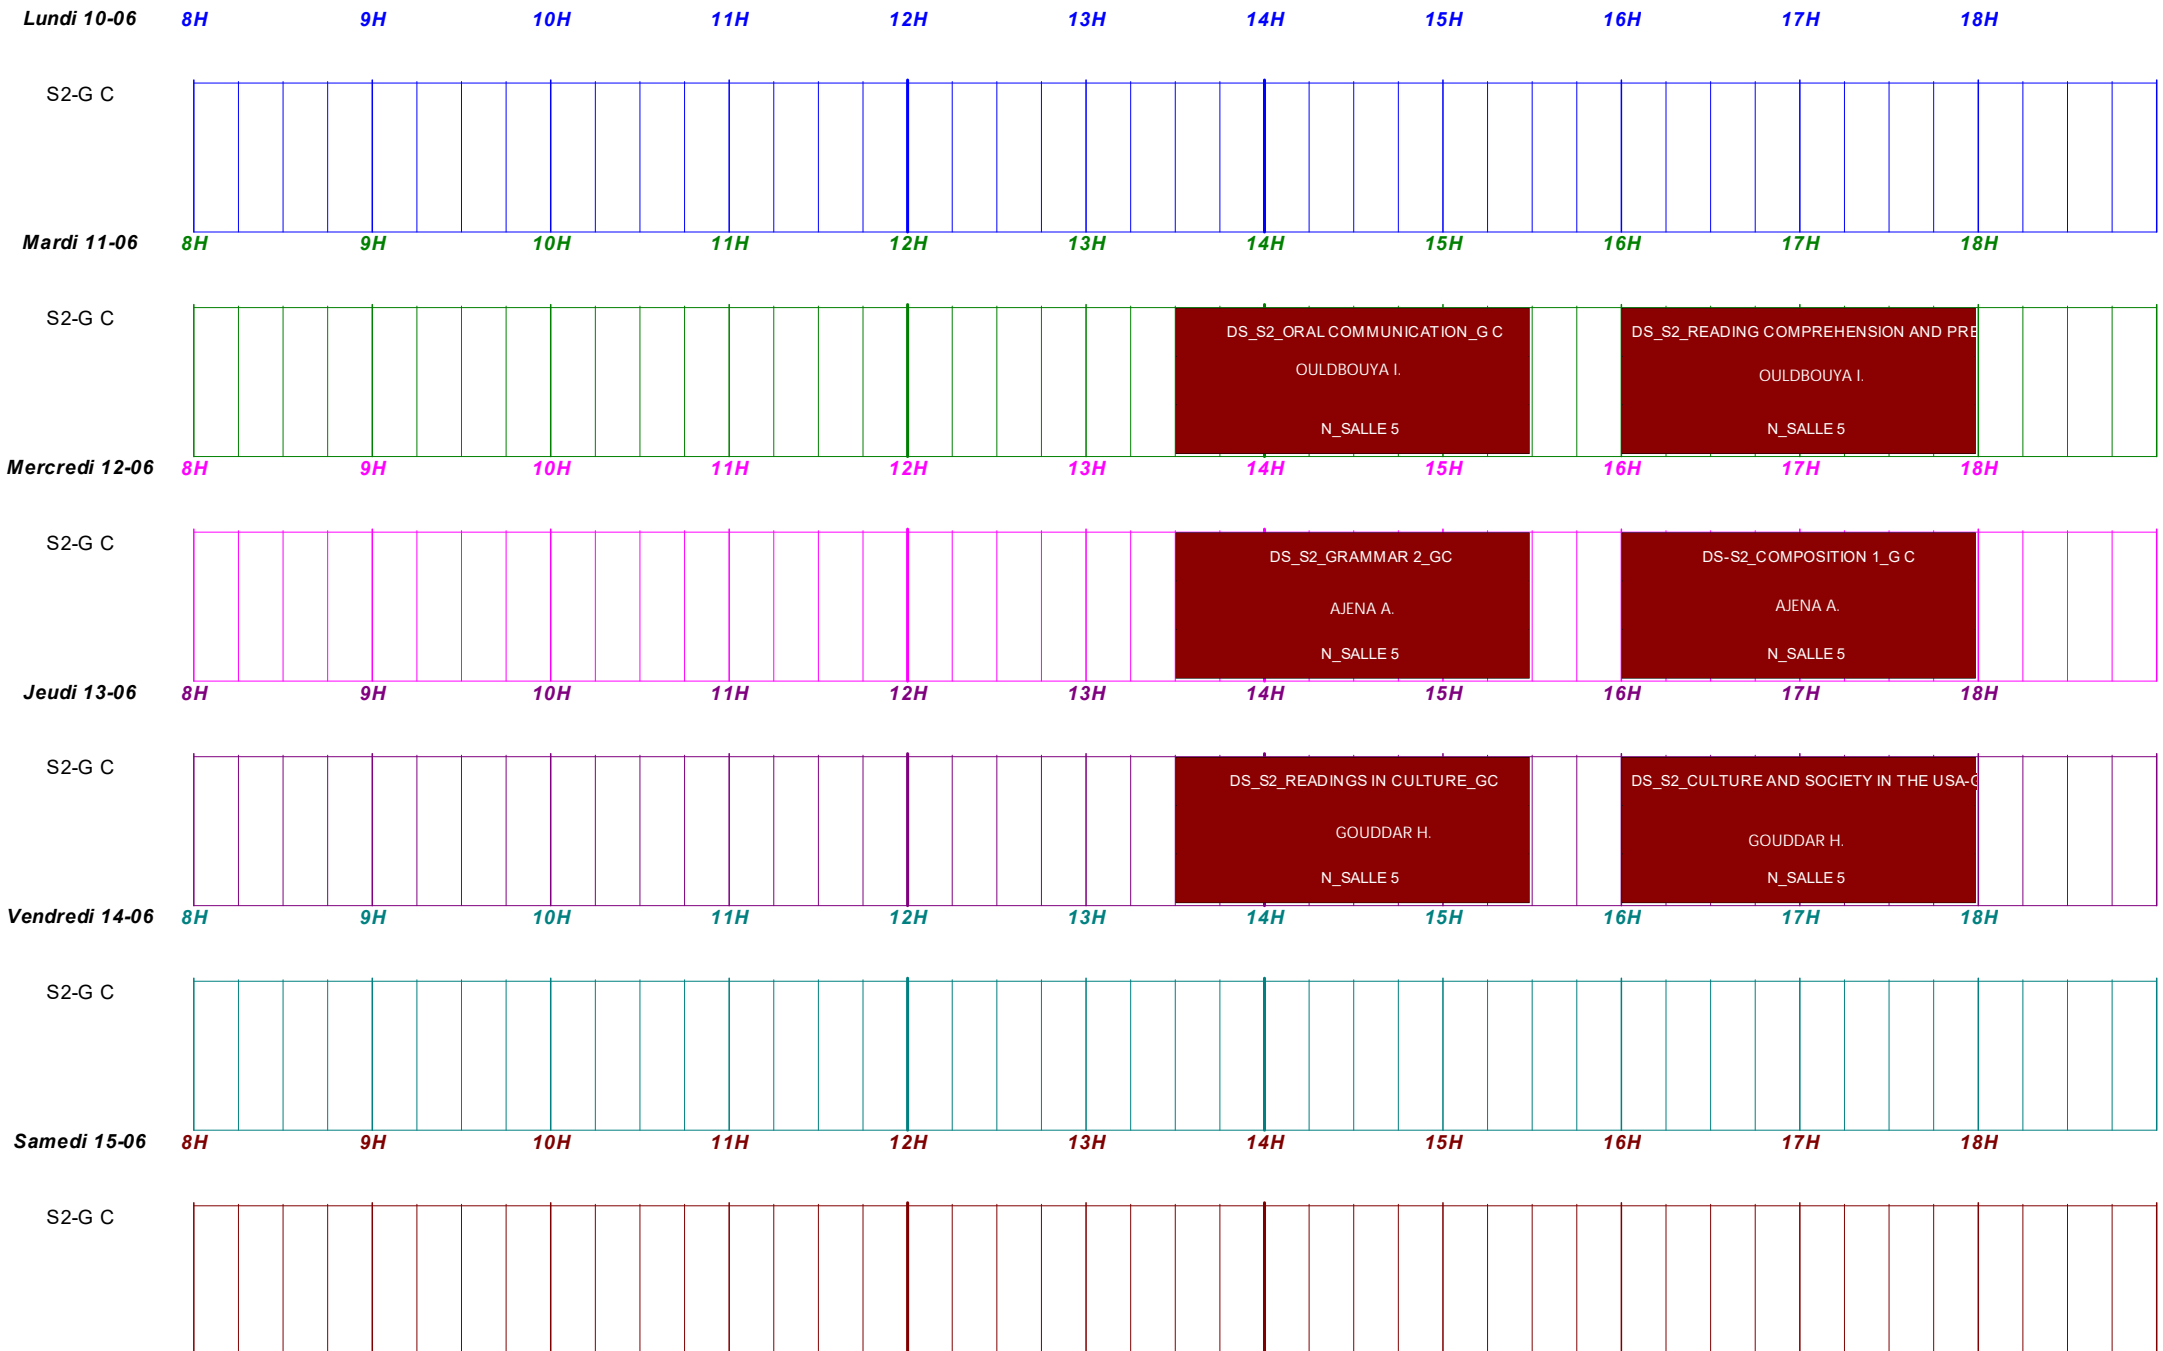 Lundi 10-06 8H 9H 10H 11H 12H 13H 14H 15H 16H 17H 18H
S2-G C
Mardi 11-06 8H 9H 10H 11H 12H 13H 14H 15H 16H 17H 18H
S2-G C
DS_S2_ORAL COMMUNICATION_G C
OULDBOUYA I.
N_SALLE 5
DS_S2_READING COMPREHENSION AND PRE
OULDBOUYA I.
N_SALLE 5
Mercredi 12-06 8H 9H 10H 11H 12H 13H 14H 15H 16H 17H 18H
S2-G C
DS_S2_GRAMMAR 2_GC
AJENA A.
N_SALLE 5
DS-S2_COMPOSITION 1_G C
AJENA A.
N_SALLE 5
Jeudi 13-06 8H 9H 10H 11H 12H 13H 14H 15H 16H 17H 18H
S2-G C
DS_S2_READINGS IN CULTURE_GC
GOUDDAR H.
N_SALLE 5
DS_S2_CULTURE AND SOCIETY IN THE USA-G
GOUDDAR H.
N_SALLE 5
Vendredi 14-06 8H 9H 10H 11H 12H 13H 14H 15H 16H 17H 18H
S2-G C
Samedi 15-06 8H 9H 10H 11H 12H 13H 14H 15H 16H 17H 18H
S2-G C